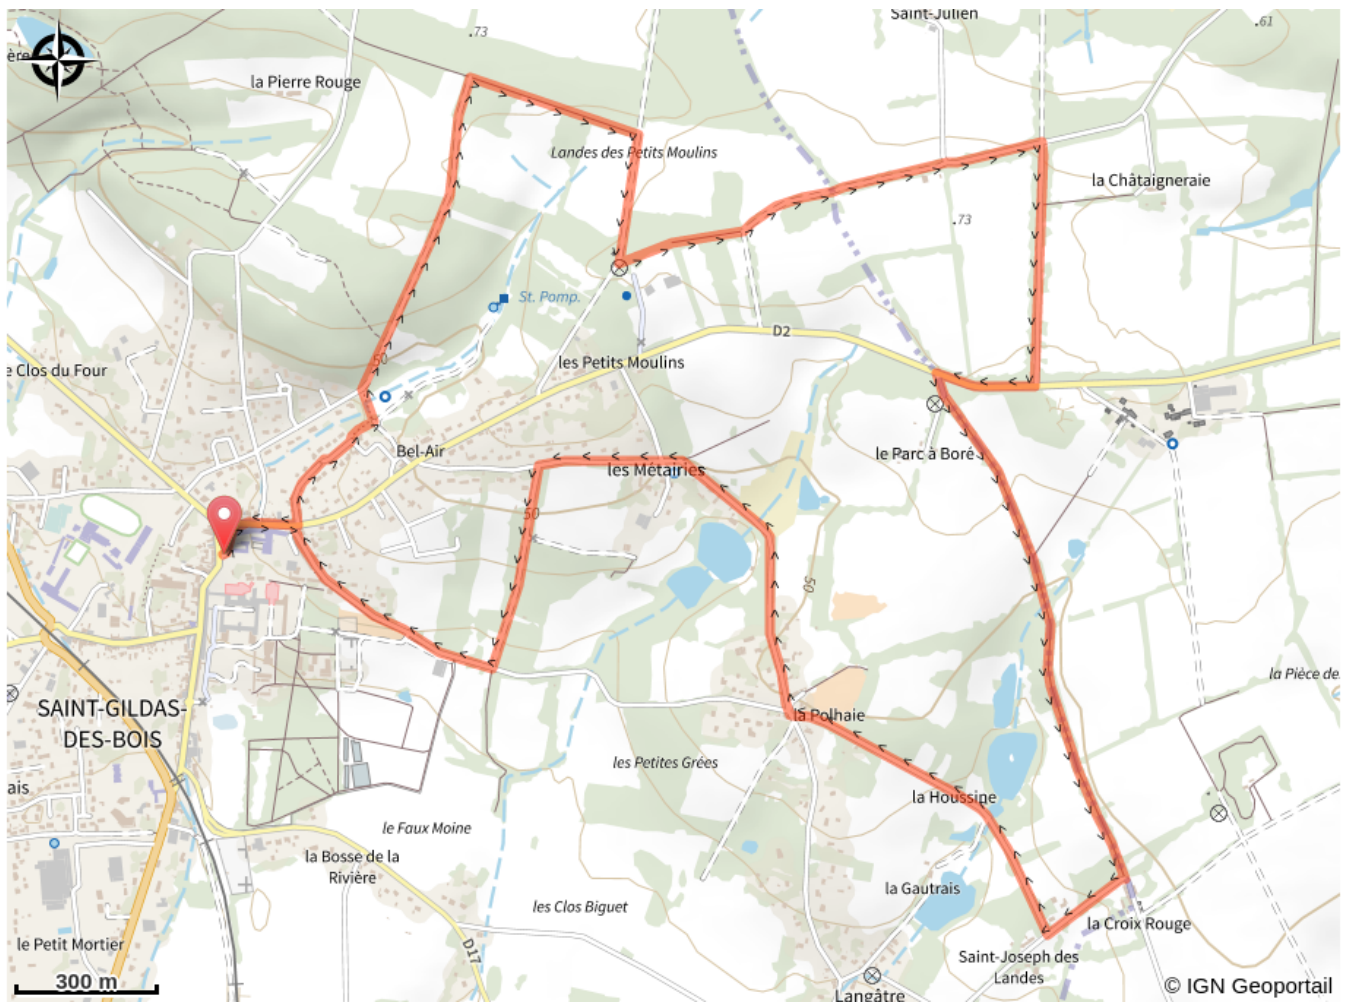 Saint-Julien
.73
.61
ère
la Pierre Rouge
Landes des Petits Moulins
la Châtaigneraie
.73
St. Pomp.
D2
50
les Petits Moulins
e Clos du Four
Bel-Air
le Parc à Boré
les Métairies
50
50
la Pièce de
SAINT-GILDAS-
DES-BOIS
la Polhaie
les Petites Grées
ais
la Houssine
le Faux Moine
la Bosse de la
Rivière
la Gautrais
les Clos Biguet
la Croix Rouge
le Petit Mortier
D17
Saint-Joseph des
Landes
300 m
© IGN Geoportail
Langâtre